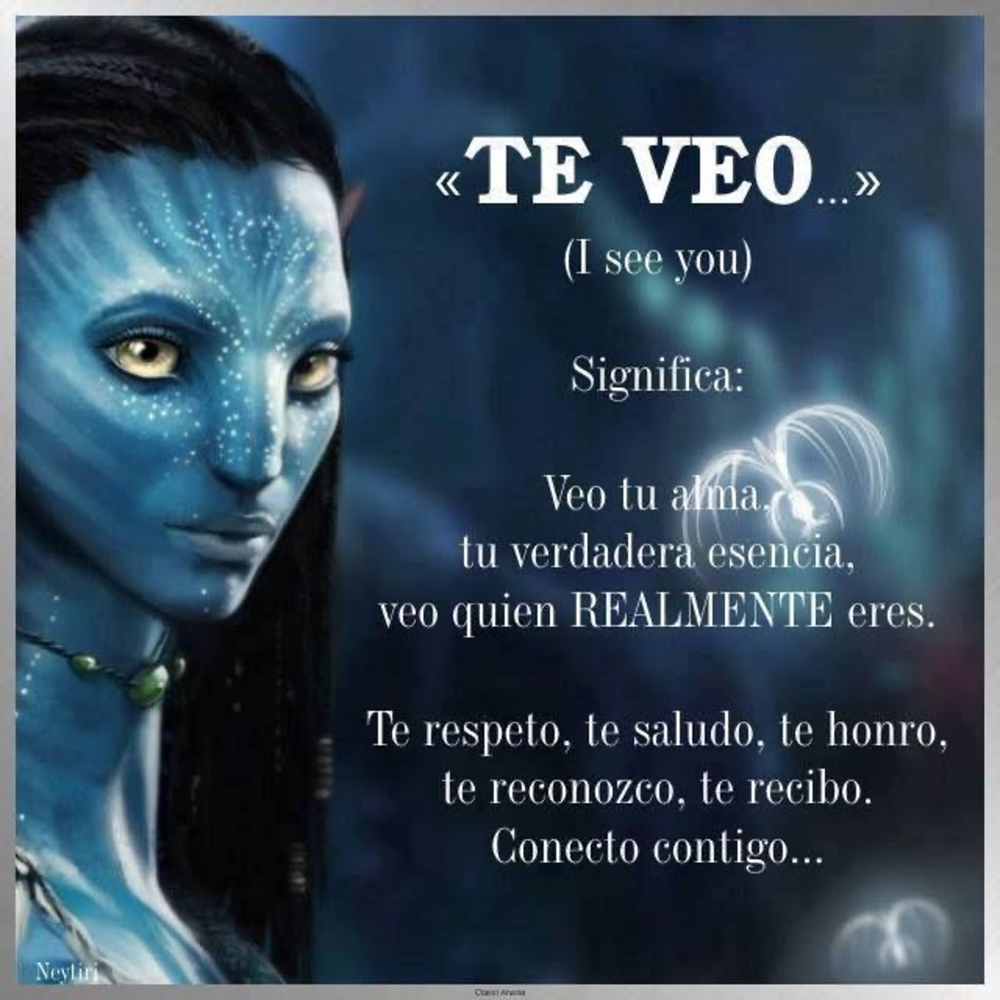 «TE VEO...»
(I see you)
Significa:
Veo tu alma,
tu verdadera esencia,
veo quien REALMENTE eres.
Te respeto, te saludo, te honro,
te reconozco, te recibo.
Conecto contigo...
Neytiri